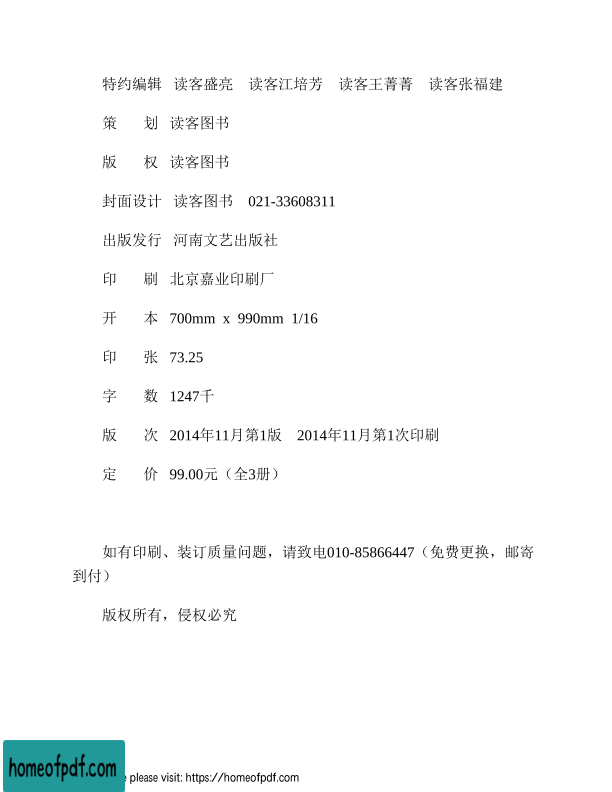 特约编辑 读客盛亮 读客江培芳 读客王菁菁 读客张福建
策 划 读客图书
版 权 读客图书
封面设计 读客图书 021-33608311
出版发行 河南文艺出版社
印 刷 北京嘉业印刷厂
开 本 700mm x 990mm 1/16
印 张 73.25
字 数 1247千
版 次 2014年11月第1版 2014年11月第1次印刷
定 价 99.00元（全3册）
如有印刷、装订质量问题，请致电010-85866447（免费更换，邮寄
到付）
版权所有，侵权必究
homeofpdf.com
please visit: https://homeofpdf.com